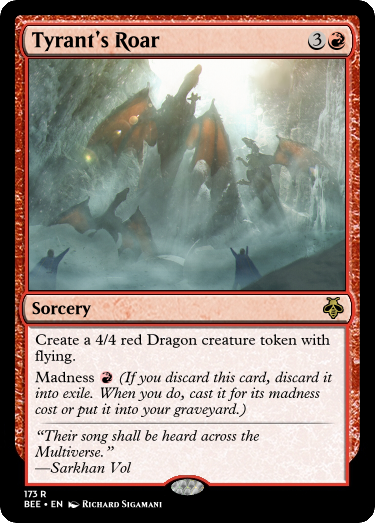 Tyrant's Roar 3
Sorcery
Create a 4/4 red Dragon creature token with
flying.
Madness (If you discard this card, discard it
into exile. When you do, cast it for its madness
cost or put it into your graveyard.)
“Their song shall be heard across the
Multiverse.”
—Sarkhan Vol
173 R
BEE • EN Richard Sigamani